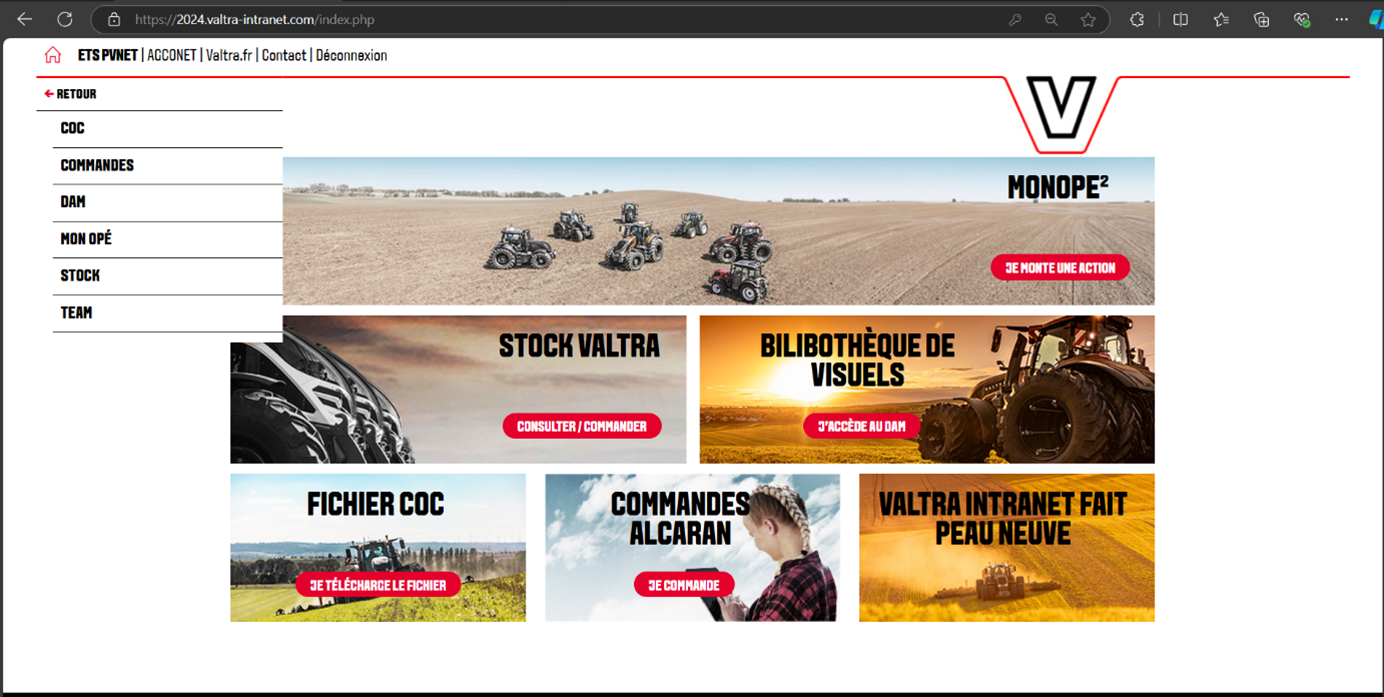 https://2024.valtra-intranet.com/index.php
ETS PVNET | AGCONET | Valtra.fr | Contact | Déconnexion
RETOUR
COC
COMMANDES
DAM
MON OPÉ
STOCK
TEAM
V
MONOPE²
JE MONTE UNE ACTION
STOCK VALTRA
CONSULTER / COMMANDER
BILIBOTHÈQUE DE
VISUELS
J'ACCÈDE AU DAM
FICHIER COC
JE TÉLÉCHARGE LE FICHIER
COMMANDES
ALCARAN
JE COMMANDE
VALTRA INTRANET FAIT
PEAU NEUVE